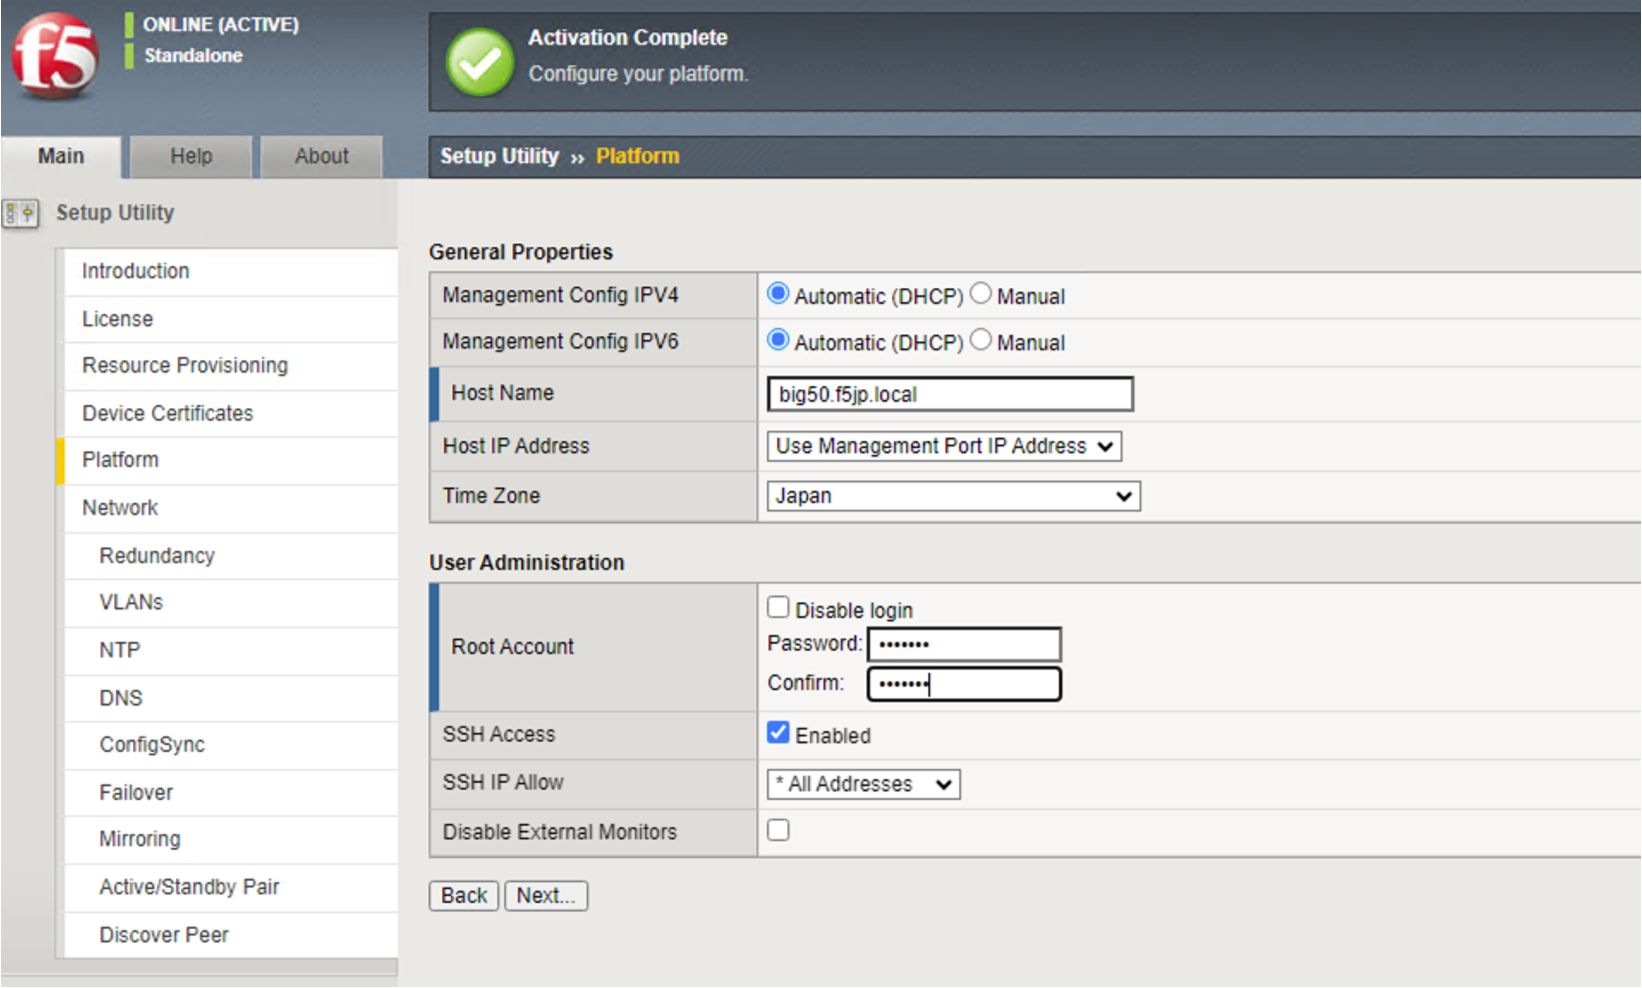 f5
ONLINE (ACTIVE)
Standalone
Activation Complete
Configure your platform.
Main
Help
About
Setup Utility ›› Platform
Setup Utility
Introduction
License
Resource Provisioning
Device Certificates
Platform
Network
Redundancy
VLANs
NTP
DNS
ConfigSync
Failover
Mirroring
Active/Standby Pair
Discover Peer
General Properties
Management Config IPV4 Automatic (DHCP) Manual
Management Config IPV6 Automatic (DHCP) Manual
Host Name big50.f5jp.local
Host IP Address Use Management Port IP Address
Time Zone Japan
User Administration
Root Account
Disable login
Password: •••••••
Confirm: •••••••
SSH Access Enabled
SSH IP Allow * All Addresses
Disable External Monitors
Back Next...